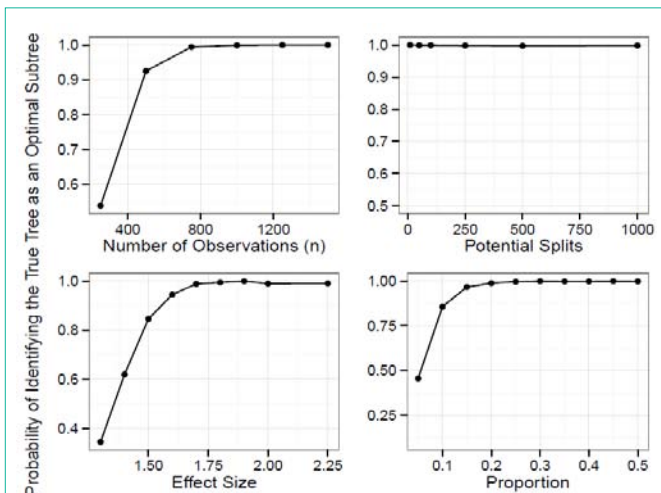 Probability of Identifying the True Tree as an Optimal Subtree
1.0
0.9
0.8
0.7
0.6
400 800 1200
Number of Observations (n)
1.0
0.9
0.8
0.7
0.6
0.5
0 250 500 750 1000
Potential Splits
1.0
0.8
0.6
0.4
1.50 1.75 2.00 2.25
Effect Size
1.00
0.75
0.50
0.25
0.1 0.2 0.3 0.4 0.5
Proportion